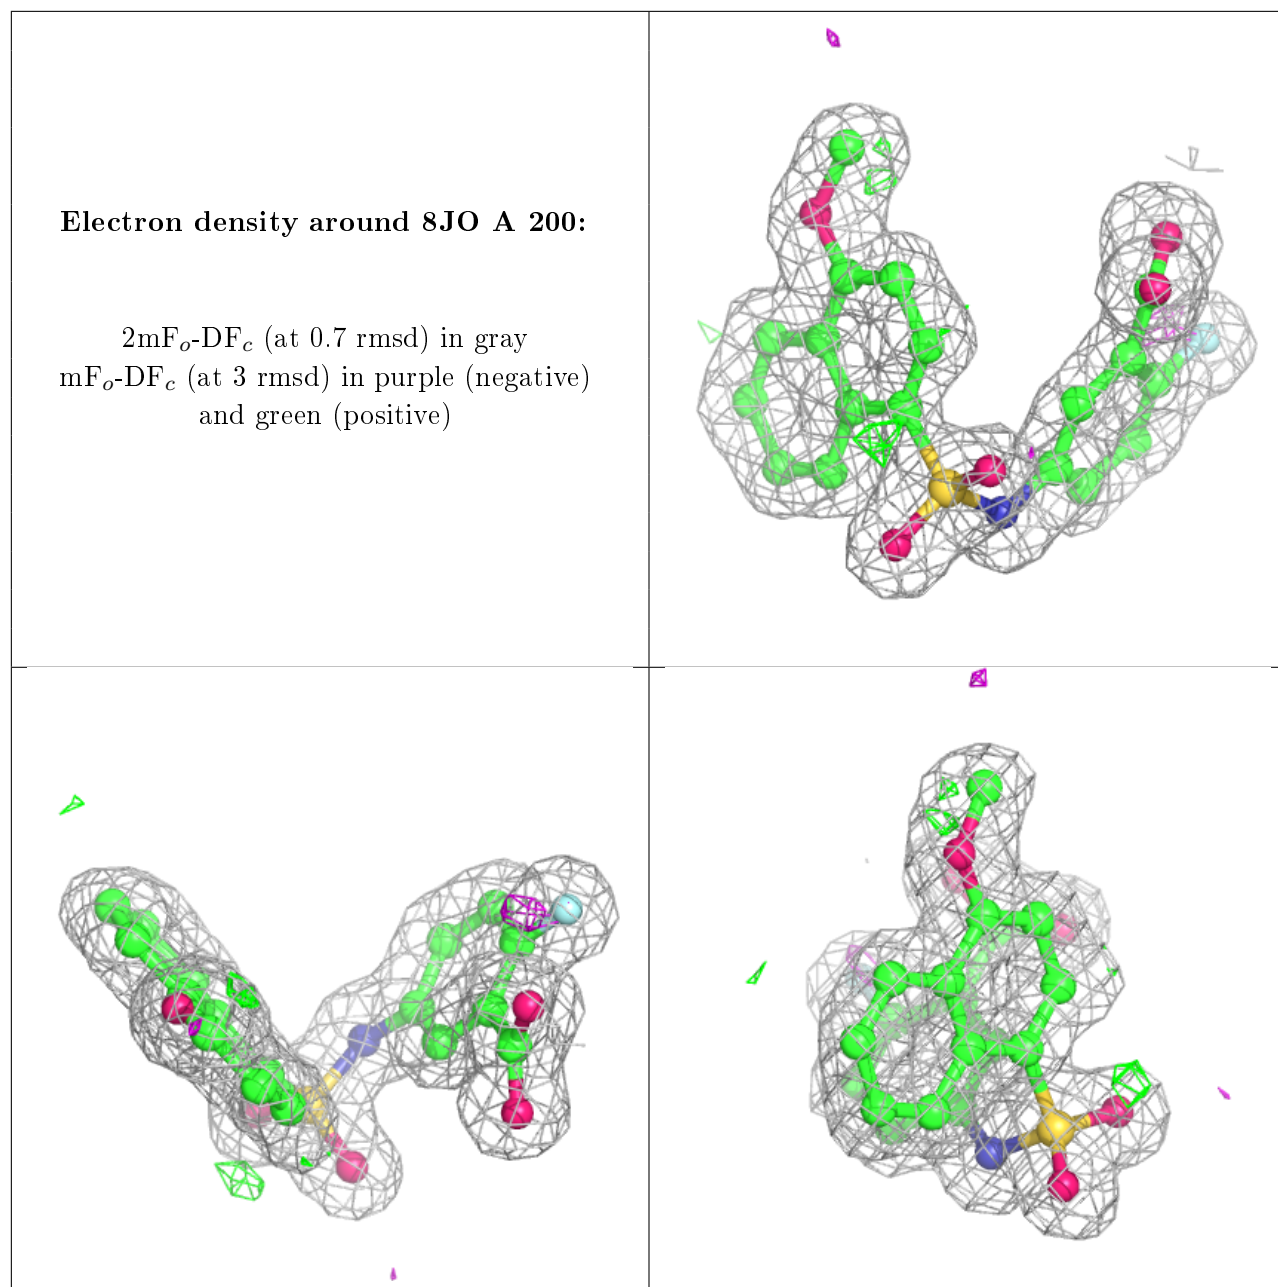 Electron density around 8JO A 200:
2mFₒ-DF𝒸 (at 0.7 rmsd) in gray
mFₒ-DF𝒸 (at 3 rmsd) in purple (negative)
and green (positive)